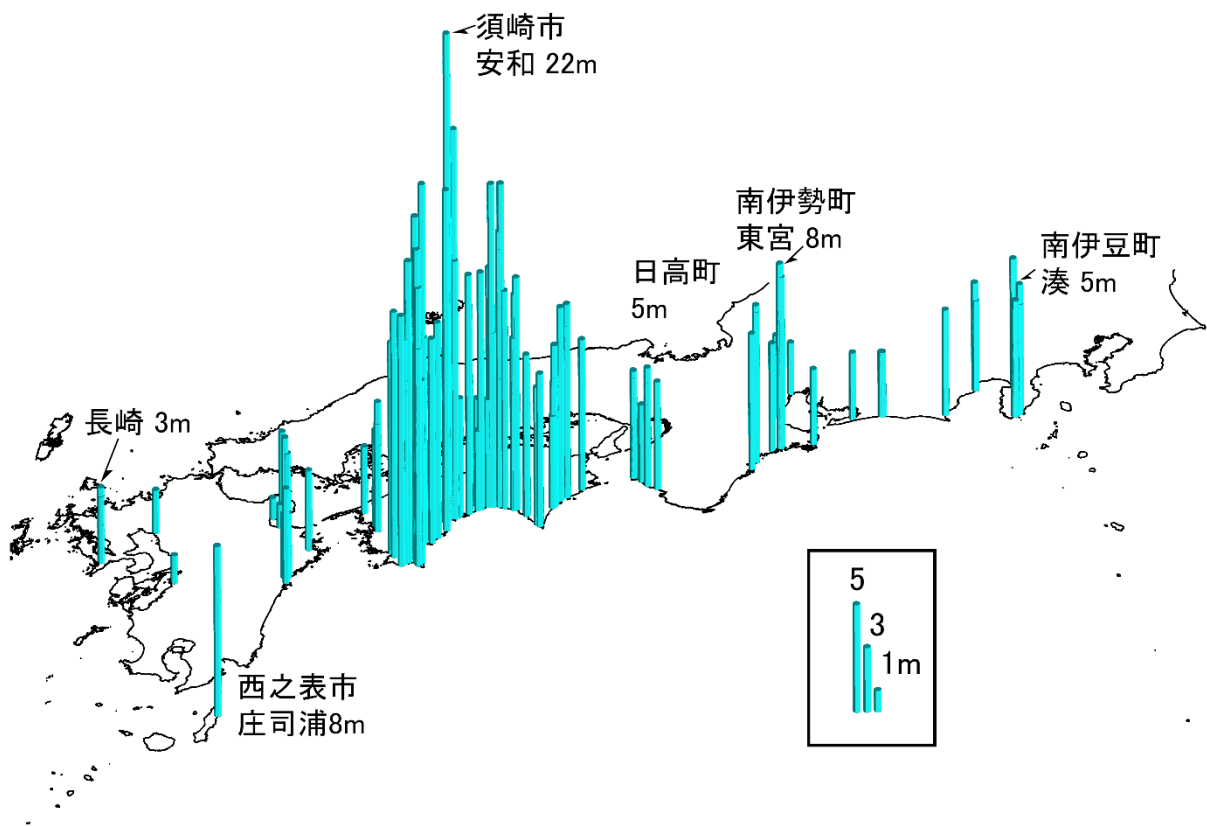 須崎市
安和 22m
南伊勢町
東宮 8m
南伊豆町
湊 5m
日高町
5m
長崎 3m
西之表市
庄司浦8m
5
3
1m